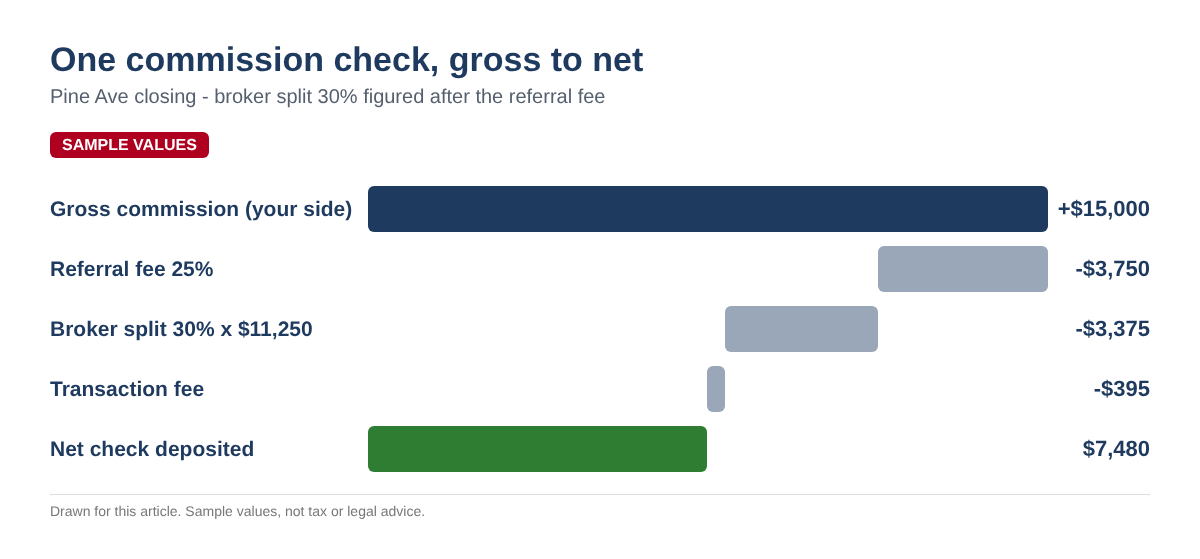 One commission check, gross to net
Pine Ave closing - broker split 30% figured after the referral fee
SAMPLE VALUES
Gross commission (your side) +$15,000
Referral fee 25% -$3,750
Broker split 30% x $11,250 -$3,375
Transaction fee -$395
Net check deposited $7,480
Drawn for this article. Sample values, not tax or legal advice.